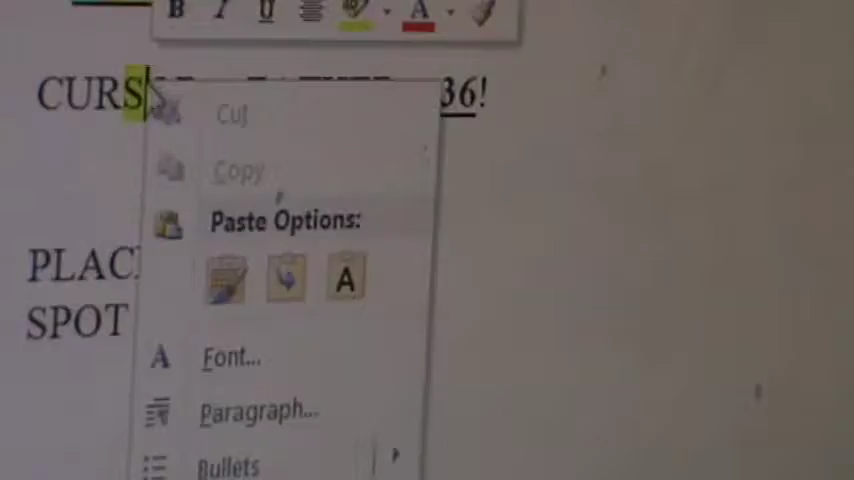 B I U A
CURS 36!
Cut
Copy
Paste Options:
A
PLAC
SPOT
A Font...
Paragraph...
Bullets